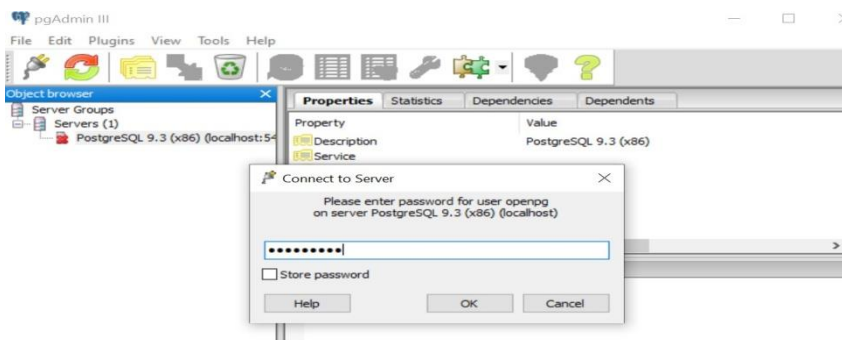 pgAdmin III
File Edit Plugins View Tools Help
Object browser
Server Groups
Servers (1)
PostgreSQL 9.3 (x86) (localhost:54
Properties Statistics Dependencies Dependents
Property Value
Description PostgreSQL 9.3 (x86)
Service
Connect to Server
Please enter password for user openpg
on server PostgreSQL 9.3 (x86) (localhost)
•••••••••
Store password
Help OK Cancel